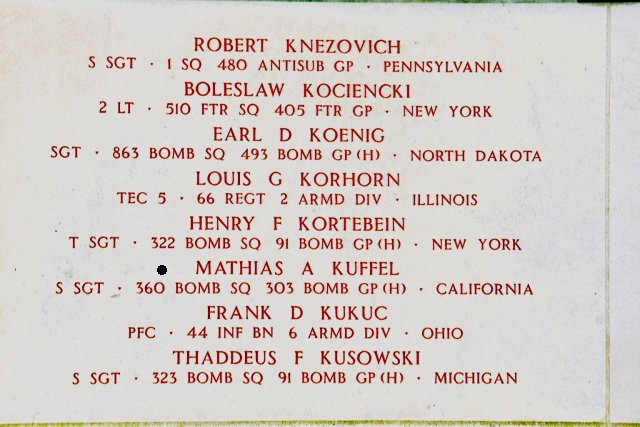 ROBERT KNEZOVICH
S SGT · 1 SQ 480 ANTISUB GP · PENNSYLVANIA
BOLESLAW KOCIENCKI
2 LT · 510 FTR SQ 405 FTR GP · NEW YORK
EARL D KOENIG
SGT · 863 BOMB SQ 493 BOMB GP (H) · NORTH DAKOTA
LOUIS G KORHORN
TEC 5 · 66 REGT 2 ARMD DIV · ILLINOIS
HENRY F KORTEBEIN
T SGT · 322 BOMB SQ 91 BOMB GP (H) · NEW YORK
MATHIAS A KUFFEL
S SGT · 360 BOMB SQ 303 BOMB GP (H) · CALIFORNIA
FRANK D KUKUC
PFC · 44 INF BN 6 ARMD DIV · OHIO
THADDEUS F KUSOWSKI
S SGT · 323 BOMB SQ 91 BOMB GP (H) · MICHIGAN